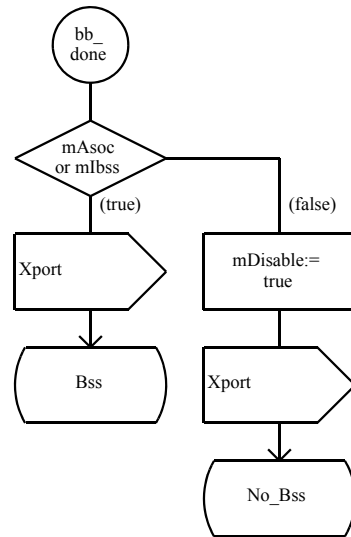 bb_
done
mAsoc
or mIbss
(true)
(false)
Xport
mDisable:=
true
Bss
Xport
No_Bss